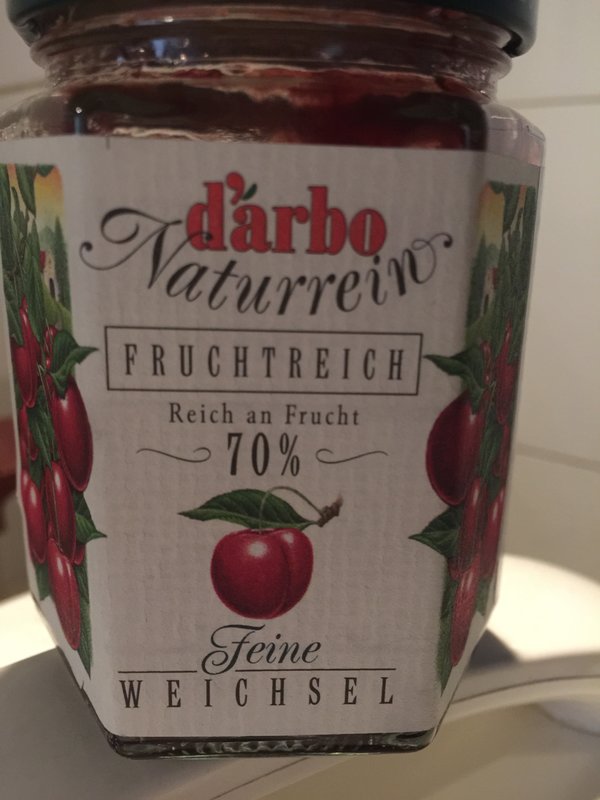 d'arbo
Naturrein
FRUCHTREICH
Reich an Frucht
70%
Feine
WEICHSEL